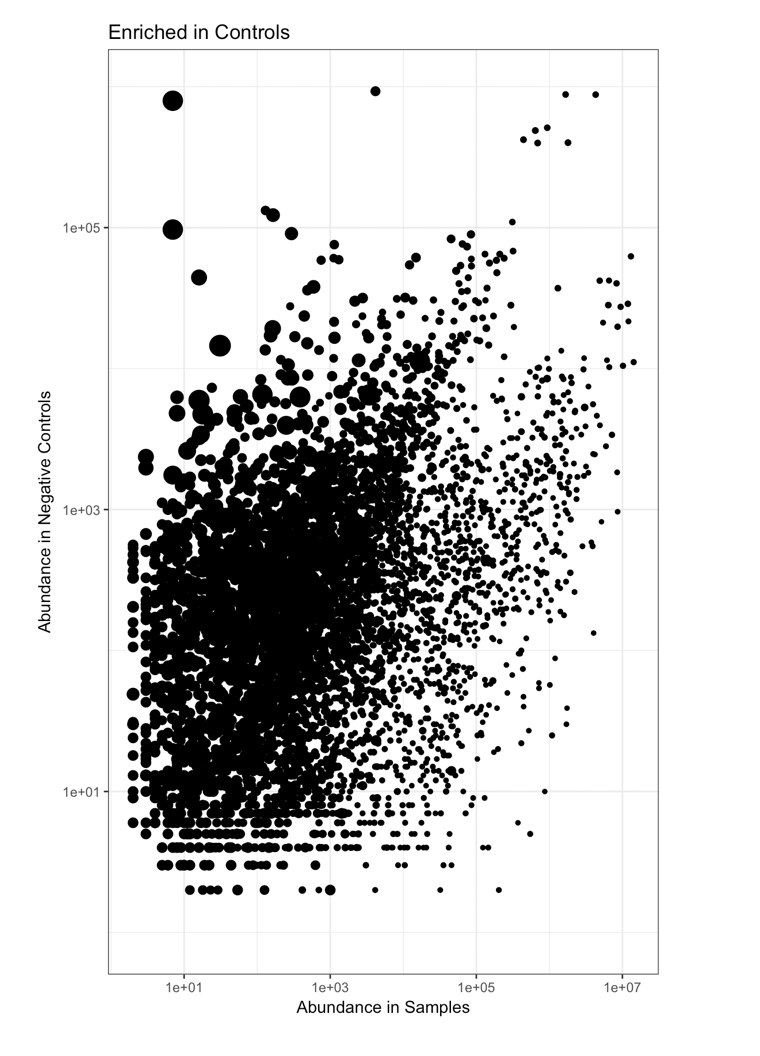 Enriched in Controls
1e+05
1e+03
1e+01
Abundance in Negative Controls
1e+01 1e+03 1e+05 1e+07
Abundance in Samples